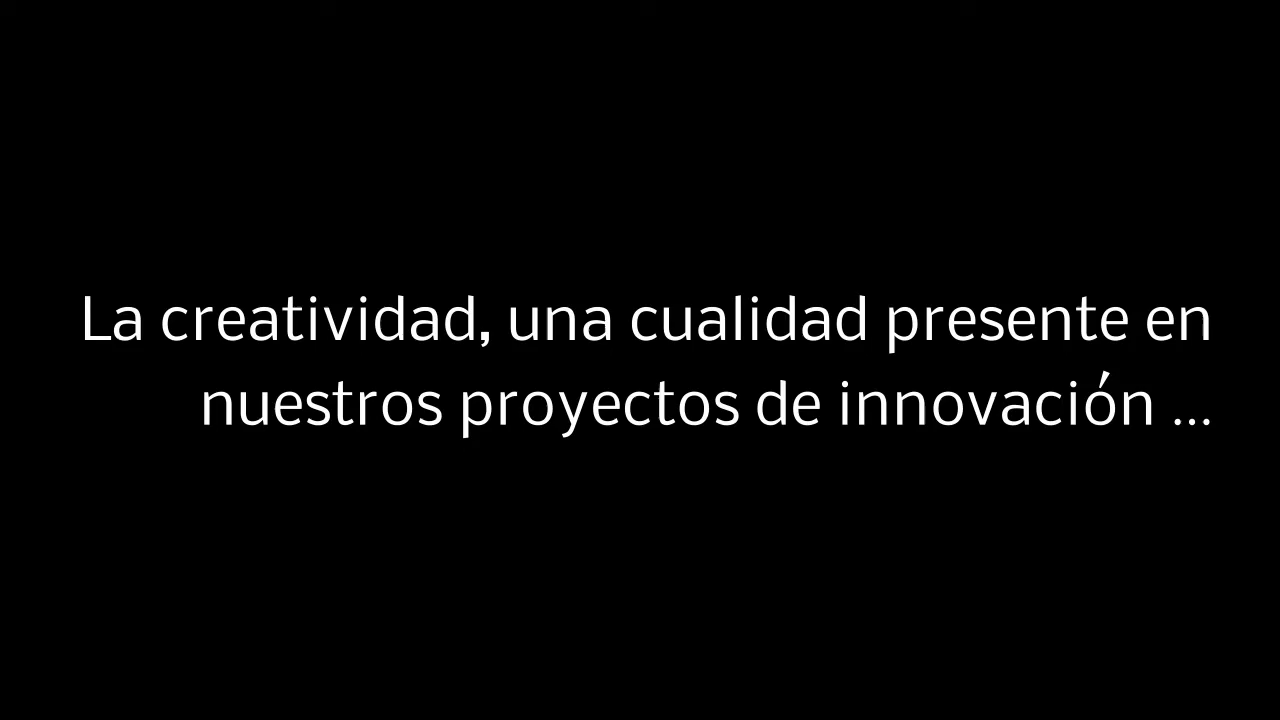 La creatividad, una cualidad presente en
nuestros proyectos de innovación ...